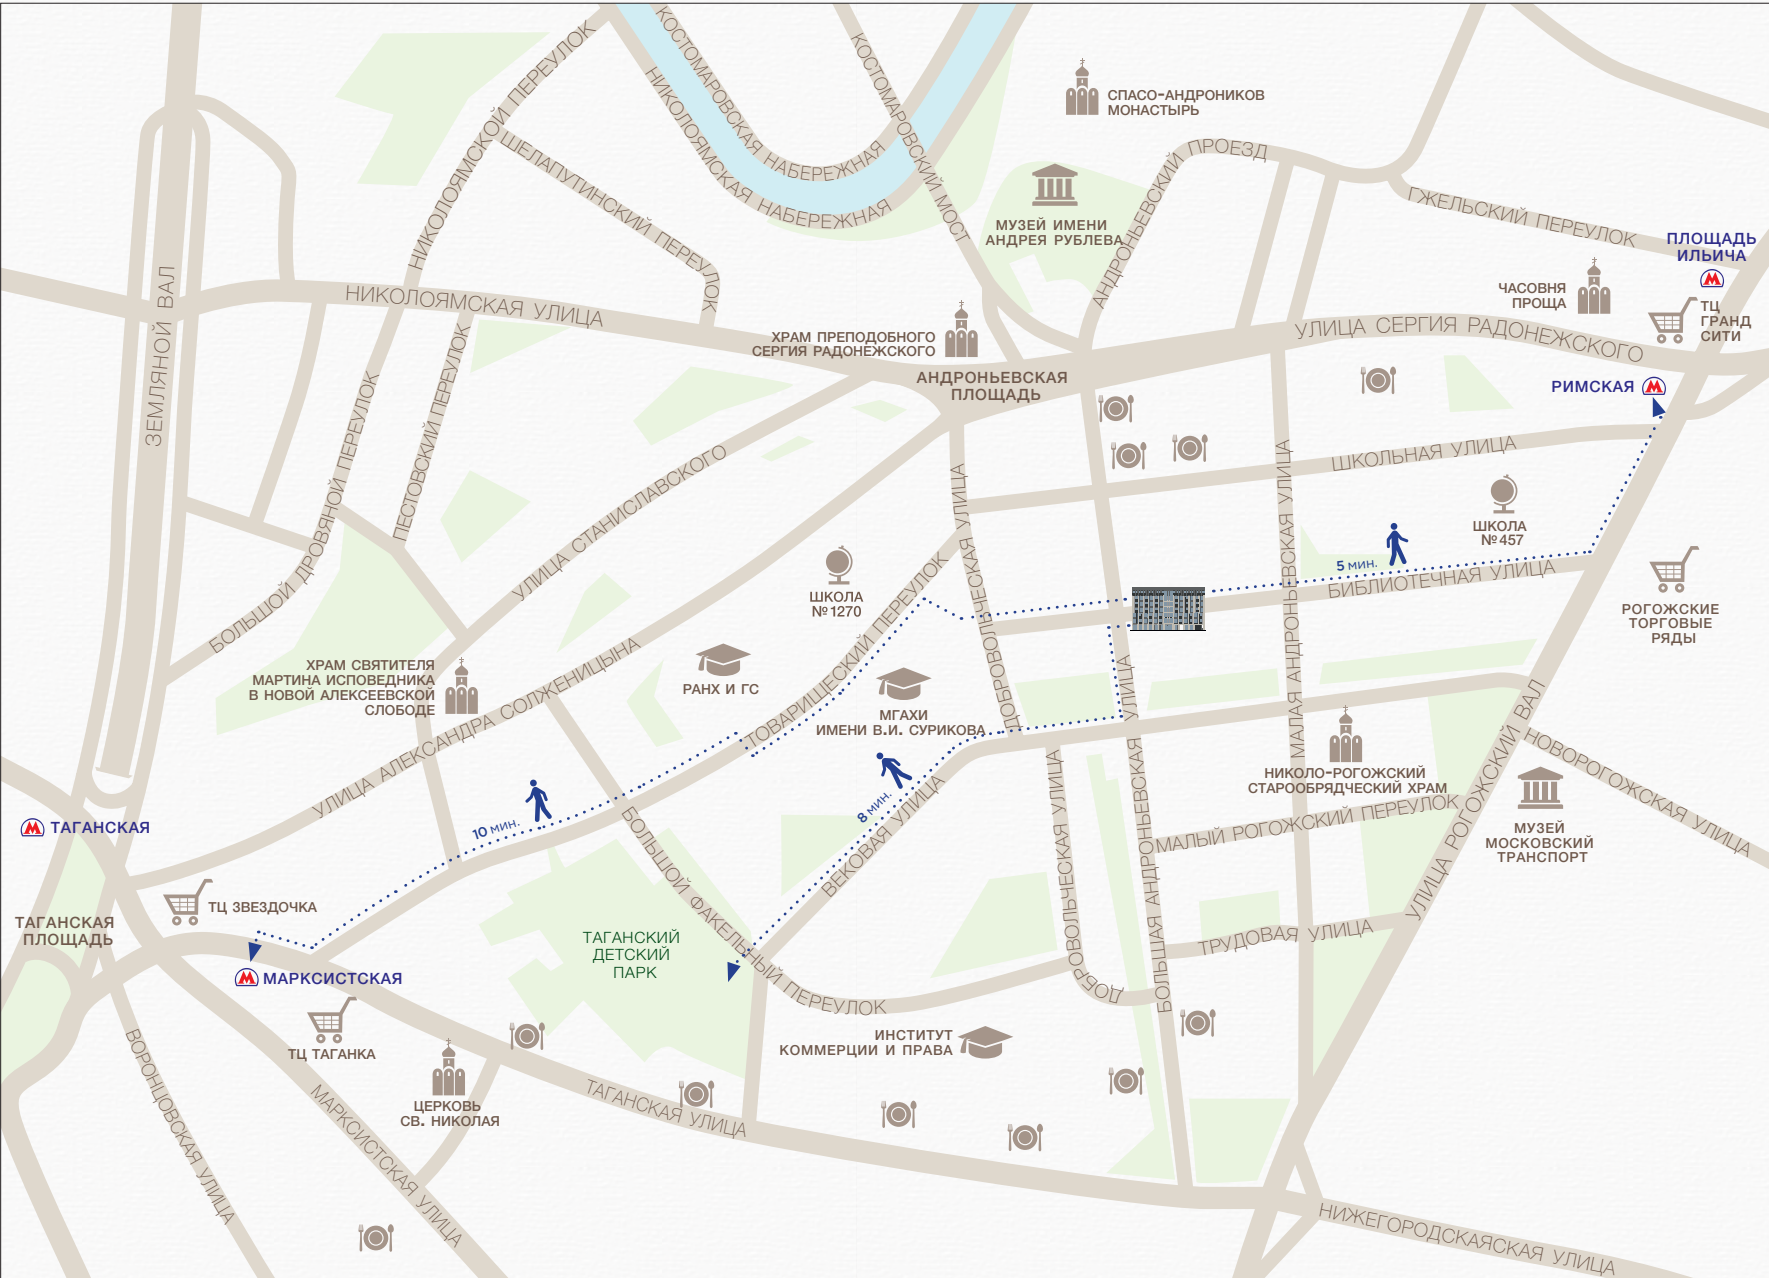 НИКОЛОЯМСКОЙ ПЕРЕУЛОК
КОСТОМАРОВСКАЯ НАБЕРЕЖНАЯ
НИКОЛОЯМСКАЯ НАБЕРЕЖНАЯ
КОСТОМАРОВСКИЙ МОСТ
СПАСО-АНДРОНИКОВ
МОНАСТЫРЬ
ШЕЛАПУТИНСКИЙ ПЕРЕУЛОК
МУЗЕЙ ИМЕНИ
АНДРЕЯ РУБЛЕВА
АНДРОНЬЕВСКИЙ ПРОЕЗД
ГЖЕЛЬСКИЙ ПЕРЕУЛОК
ПЛОЩАДЬ
ИЛЬИЧА
ЧАСОВНЯ
ПРОЩА
ТЦ
ГРАНД
СИТИ
ЗЕМЛЯНОЙ ВАЛ
НИКОЛОЯМСКАЯ УЛИЦА
ХРАМ ПРЕПОДОБНОГО
СЕРГИЯ РАДОНЕЖСКОГО
УЛИЦА СЕРГИЯ РАДОНЕЖСКОГО
АНДРОНЬЕВСКАЯ
ПЛОЩАДЬ
РИМСКАЯ
БОЛЬШОЙ ДРОВЯНОЙ ПЕРЕУЛОК
ПЕСТОВСКИЙ ПЕРЕУЛОК
УЛИЦА СТАНИСЛАВСКОГО
ШКОЛЬНАЯ УЛИЦА
ШКОЛА
№457
ШКОЛА
№1270
5 МИН.
БИБЛИОТЕЧНАЯ УЛИЦА
РОГОЖСКИЕ
ТОРГОВЫЕ
РЯДЫ
ДОБРОВОЛЬЧЕСКАЯ УЛИЦА
МАЛАЯ АНДРОНЬЕВСКАЯ УЛИЦА
ТОВАРИЩЕСКИЙ ПЕРЕУЛОК
ХРАМ СВЯТИТЕЛЯ
МАРТИНА ИСПОВЕДНИКА
В НОВОЙ АЛЕКСЕЕВСКОЙ
СЛОБОДЕ
РАНХ И ГС
МГАХИ
ИМЕНИ В.И. СУРИКОВА
УЛИЦА АЛЕКСАНДРА СОЛЖЕНИЦЫНА
НИКОЛО-РОГОЖСКИЙ
СТАРООБРЯДЧЕСКИЙ ХРАМ
УЛИЦА РОГОЖСКИЙ ВАЛ
НОВОРОГОЖСКАЯ УЛИЦА
МУЗЕЙ
МОСКОВСКИЙ
ТРАНСПОРТ
МАЛЫЙ РОГОЖСКИЙ ПЕРЕУЛОК
ТАГАНСКАЯ
10 МИН.
8 МИН.
ВЕКОВАЯ УЛИЦА
ДОБРОВОЛЬЧЕСКАЯ УЛИЦА
ДОБР
БОЛЬШАЯ АНДРОНЬЕВСКАЯ УЛИЦА
БОЛЬШОЙ ФАКЕЛЬНЫЙ ПЕРЕУЛОК
ТЦ ЗВЕЗДОЧКА
ТАГАНСКАЯ
ПЛОЩАДЬ
ТАГАНСКИЙ
ДЕТСКИЙ
ПАРК
ТРУДОВАЯ УЛИЦА
МАРКСИСТСКАЯ
ТЦ ТАГАНКА
ИНСТИТУТ
КОММЕРЦИИ И ПРАВА
ЦЕРКОВЬ
СВ. НИКОЛАЯ
ВОРОНЦОВСКАЯ УЛИЦА
МАРКСИСТСКАЯ УЛИЦА
ТАГАНСКАЯ УЛИЦА
НИЖЕГОРОДСКАЯСКАЯ УЛИЦА